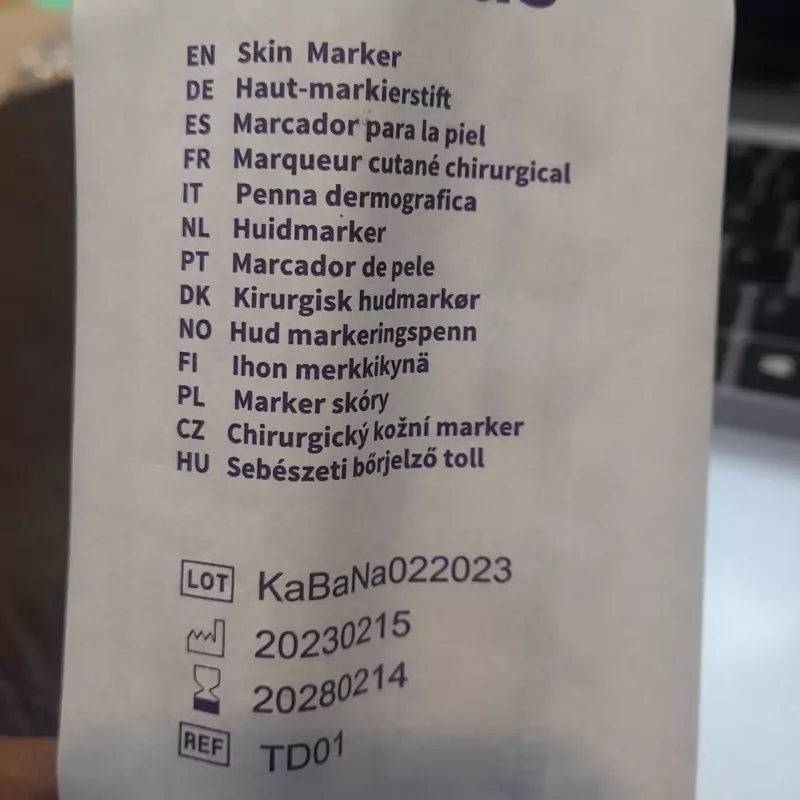 EN Skin Marker
DE Haut-markierstift
ES Marcador para la piel
FR Marqueur cutané chirurgical
IT Penna dermografica
NL Huidmarker
PT Marcador de pele
DK Kirurgisk hudmarkør
NO Hud markeringspenn
FI Ihon merkkikynä
PL Marker skóry
CZ Chirurgický kožní marker
HU Sebészeti bőrjelző toll
LOT KaBaNa022023
20230215
20280214
REF TD01